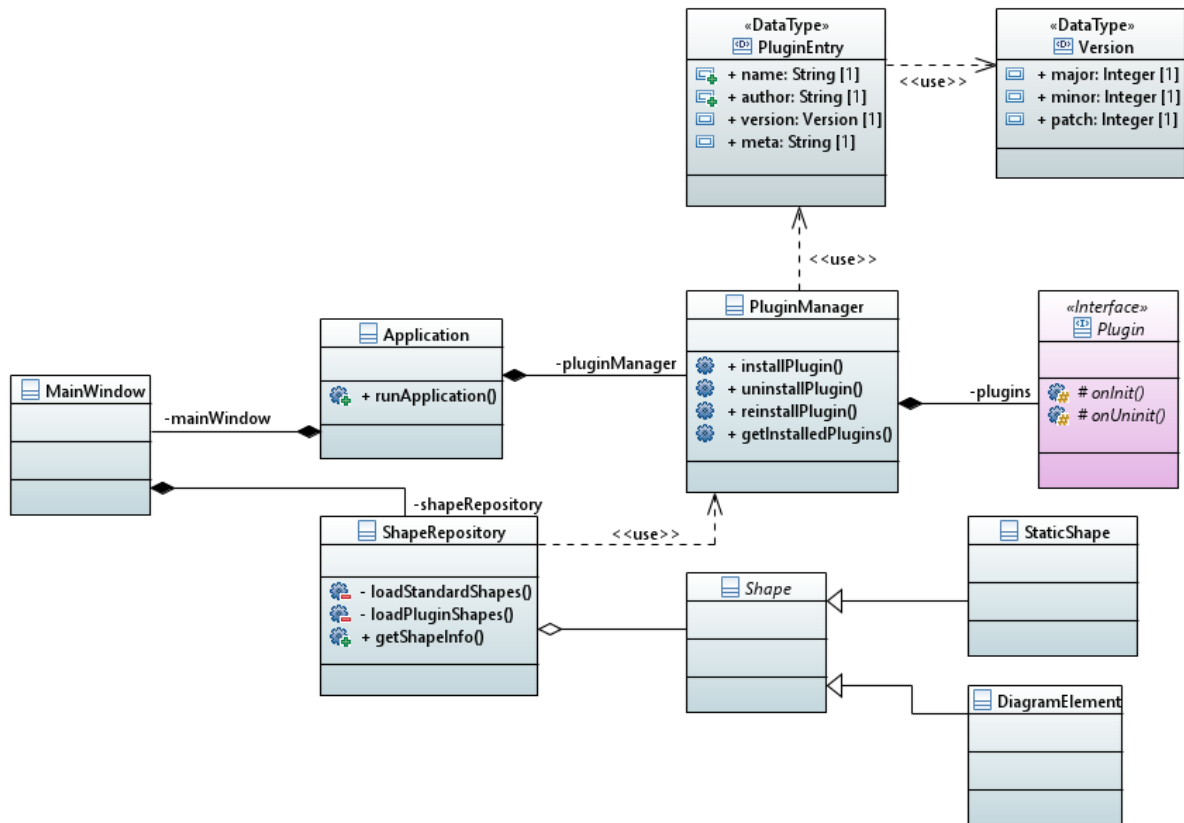 «DataType»
PluginEntry
+ name: String [1]
+ author: String [1]
+ version: Version [1]
+ meta: String [1]
<<use>>
«DataType»
Version
+ major: Integer [1]
+ minor: Integer [1]
+ patch: Integer [1]
<<use>>
MainWindow
-mainWindow
Application
+ runApplication()
-pluginManager
PluginManager
+ installPlugin()
+ uninstallPlugin()
+ reinstallPlugin()
+ getInstalledPlugins()
-plugins
«Interface»
Plugin
# onInit()
# onUninit()
-shapeRepository
ShapeRepository
- loadStandardShapes()
- loadPluginShapes()
+ getShapeInfo()
<<use>>
Shape
StaticShape
DiagramElement